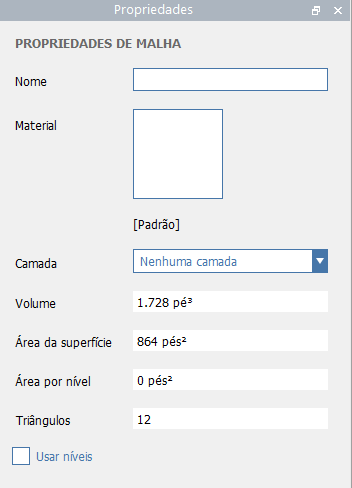 Propriedades
PROPRIEDADES DE MALHA
Nome
Material
[Padrão]
Camada Nenhuma camada
Volume 1.728 pé³
Área da superfície 864 pés²
Área por nível 0 pés²
Triângulos 12
Usar níveis